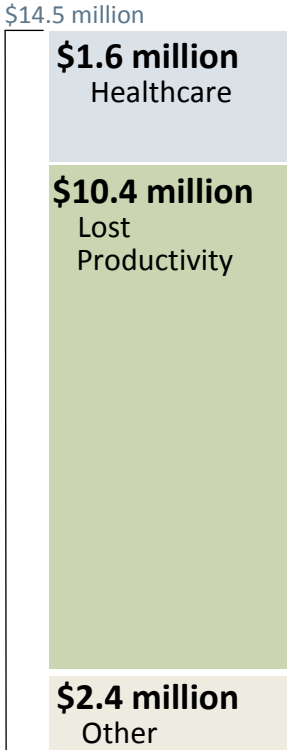 $14.5 million
$1.6 million
Healthcare
$10.4 million
Lost
Productivity
$2.4 million
Other